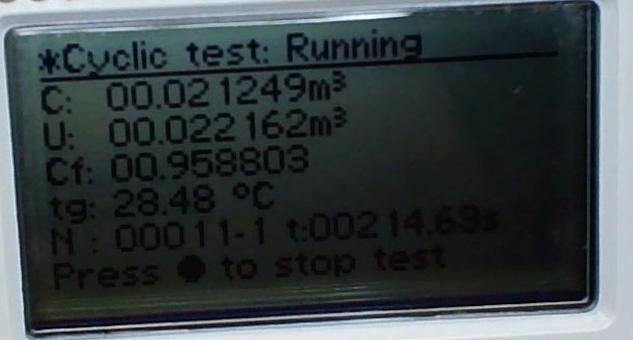 *Cyclic test: Running
C: 00.021249m³
U: 00.022162m³
Cf: 00.958803
tg: 28.48 °C
N : 00011-1 t:00214.69s
Press ● to stop test